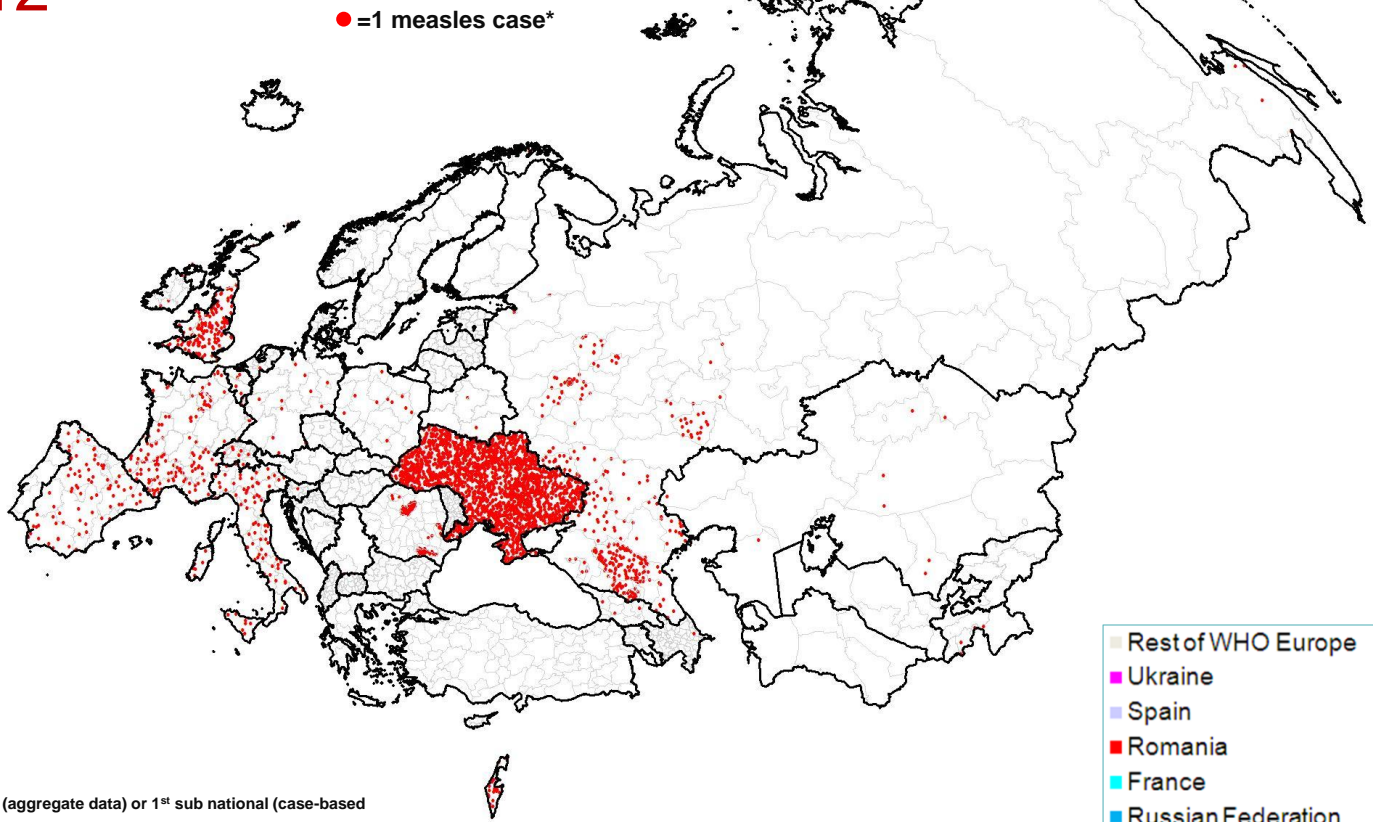 =1 measles case*
(aggregate data) or 1st sub national (case-based
Rest of WHO Europe
Ukraine
Spain
Romania
France
Russian Federation